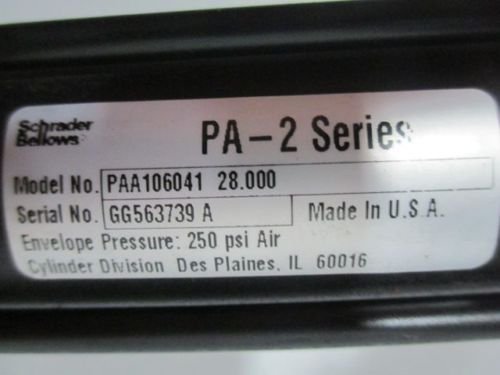 Schrader
Bellows
PA-2 Series
Model No. PAA106041 28.000
Serial No. GG563739 A Made In U.S.A.
Envelope Pressure: 250 psi Air
Cylinder Division Des Plaines, IL 60016